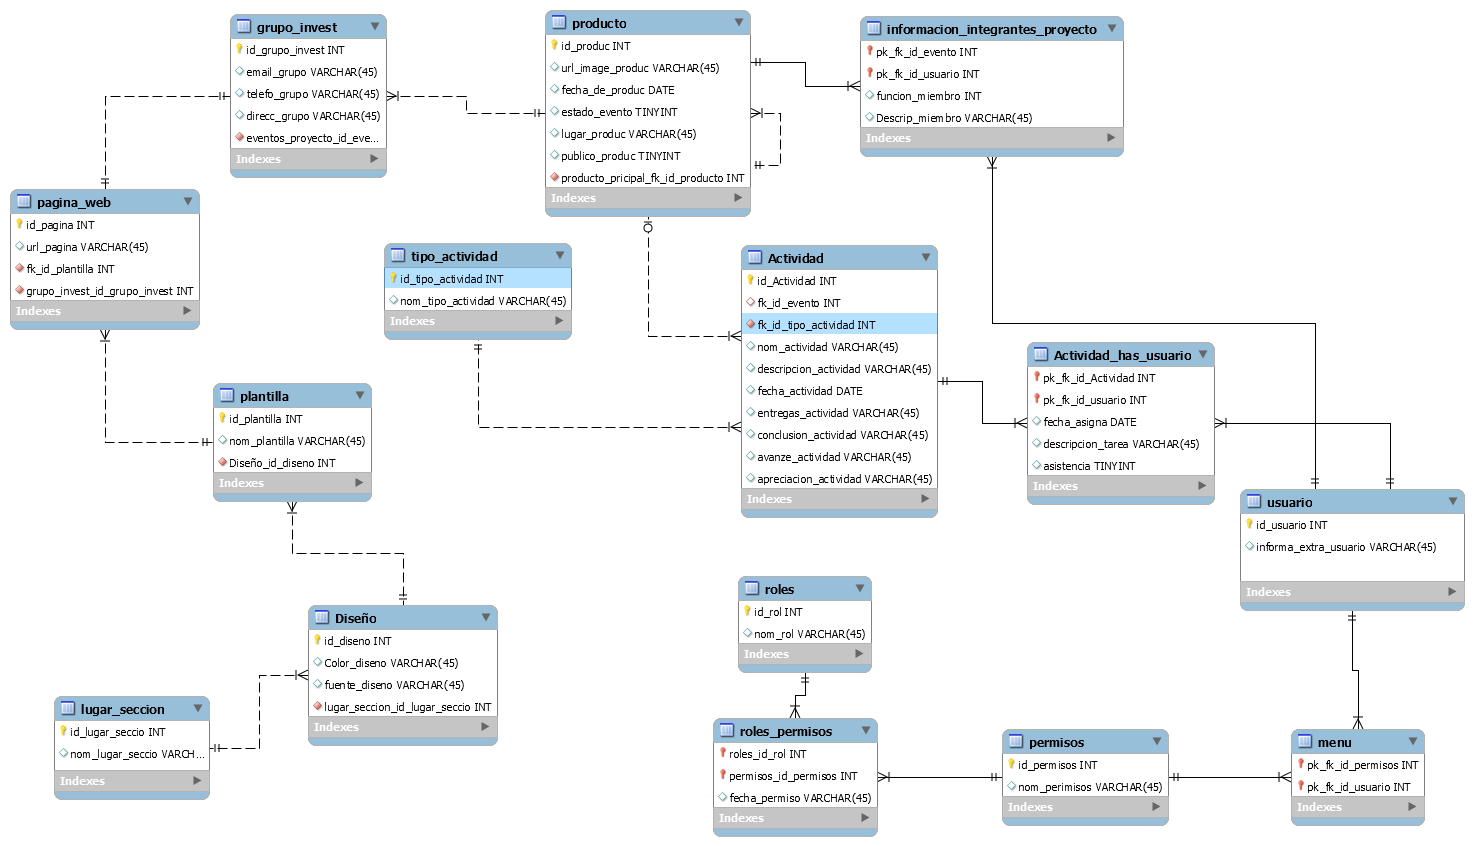 grupo_invest
id_grupo_invest INT
email_grupo VARCHAR(45)
telefo_grupo VARCHAR(45)
direcc_grupo VARCHAR(45)
eventos_proyecto_id_eve...
Indexes
producto
id_produc INT
url_image_produc VARCHAR(45)
fecha_de_produc DATE
estado_evento TINYINT
lugar_produc VARCHAR(45)
publico_produc TINYINT
producto_pricipal_fk_id_producto INT
Indexes
informacion_integrantes_proyecto
pk_fk_id_evento INT
pk_fk_id_usuario INT
funcion_miembro INT
Descrip_miembro VARCHAR(45)
Indexes
pagina_web
id_pagina INT
url_pagina VARCHAR(45)
fk_id_plantilla INT
grupo_invest_id_grupo_invest INT
Indexes
tipo_actividad
id_tipo_actividad INT
nom_tipo_actividad VARCHAR(45)
Indexes
Actividad
id_Actividad INT
fk_id_evento INT
fk_id_tipo_actividad INT
nom_actividad VARCHAR(45)
descripcion_actividad VARCHAR(45)
fecha_actividad DATE
entregas_actividad VARCHAR(45)
conclusion_actividad VARCHAR(45)
avanze_actividad VARCHAR(45)
apreciacion_actividad VARCHAR(45)
Indexes
Actividad_has_usuario
pk_fk_id_Actividad INT
pk_fk_id_usuario INT
fecha_asigna DATE
descripcion_tarea VARCHAR(45)
asistencia TINYINT
Indexes
plantilla
id_plantilla INT
nom_plantilla VARCHAR(45)
Diseño_id_diseno INT
Indexes
usuario
id_usuario INT
informa_extra_usuario VARCHAR(45)
Indexes
roles
id_rol INT
nom_rol VARCHAR(45)
Indexes
Diseño
id_diseno INT
Color_diseno VARCHAR(45)
fuente_diseno VARCHAR(45)
lugar_seccion_id_lugar_seccio INT
Indexes
lugar_seccion
id_lugar_seccio INT
nom_lugar_seccio VARCH...
Indexes
roles_permisos
roles_id_rol INT
permisos_id_permisos INT
fecha_permiso VARCHAR(45)
Indexes
permisos
id_permisos INT
nom_perimisos VARCHAR(45)
Indexes
menu
pk_fk_id_permisos INT
pk_fk_id_usuario INT
Indexes